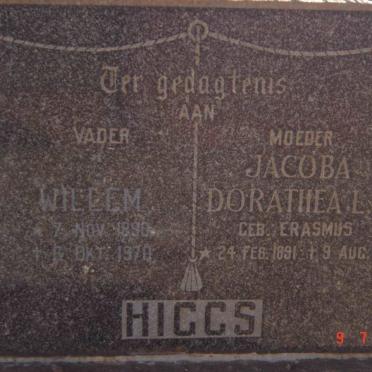 Ter gedagtenis
AAN
VADER
WILLEM
* 7 NOV. 1890
† 6 OKT. 1970
MOEDER
JACOBA
DORATHEA L
GEB. ERASMUS
* 24 FEB. 1891 † 9 AUG.
HIGGS
9 7